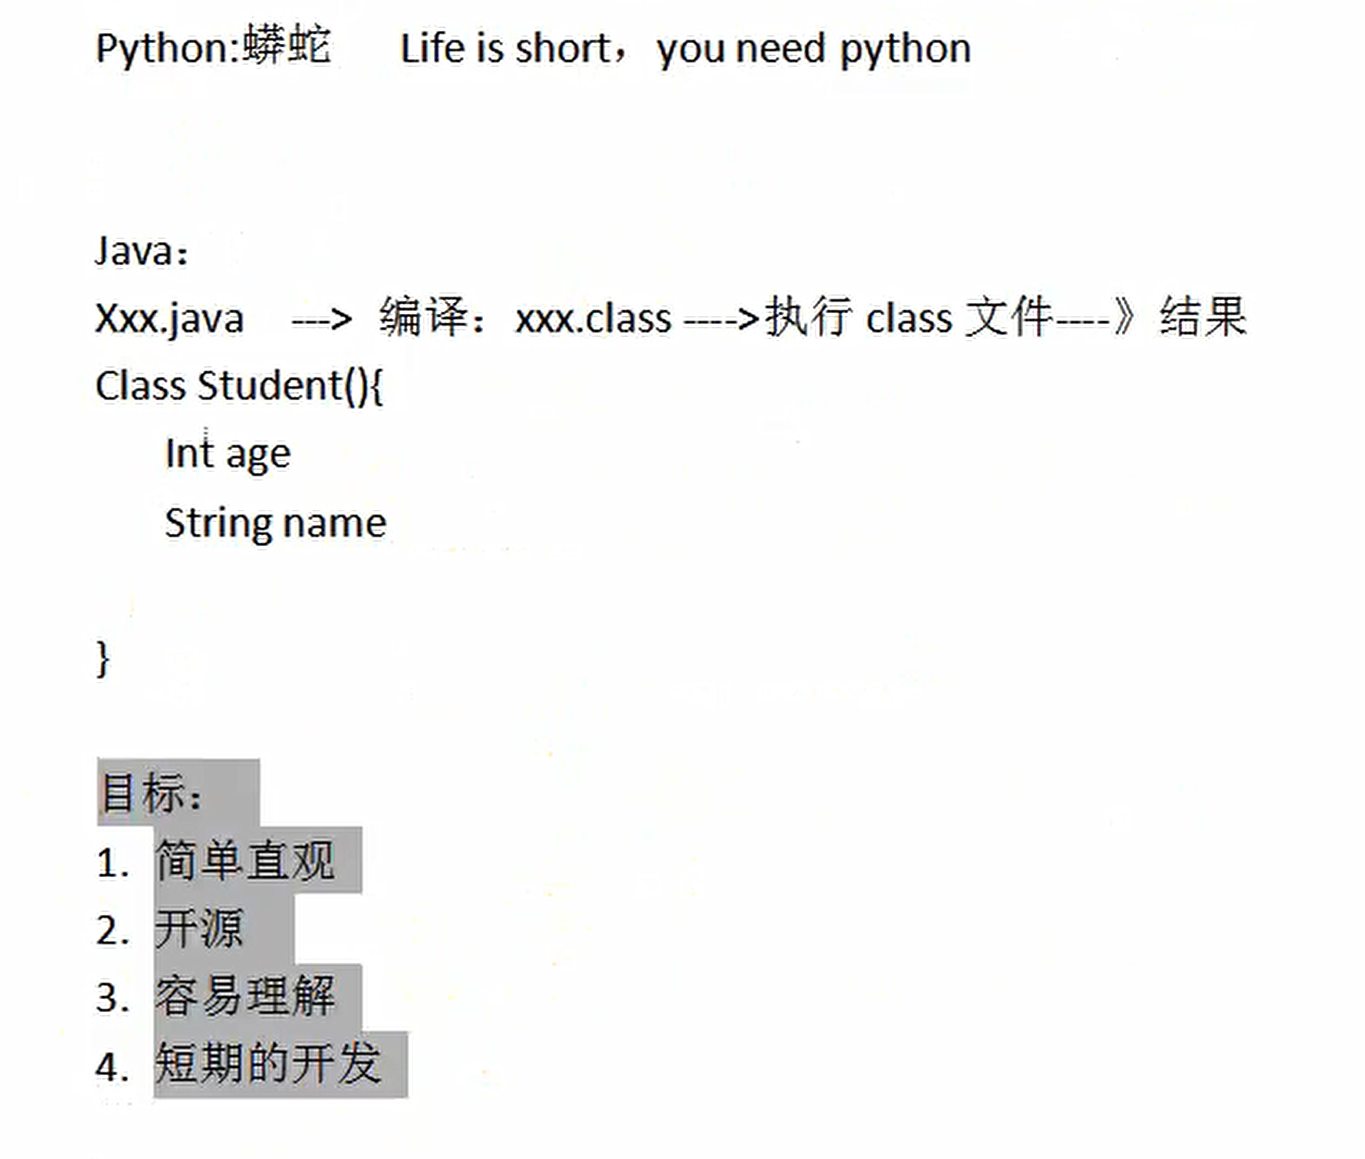 Python:蟒蛇 Life is short，you need python
Java：
Xxx.java ---> 编译：xxx.class ---->执行 class 文件----》结果
Class Student(){
Int age
String name
}
目标：
1. 简单直观
2. 开源
3. 容易理解
4. 短期的开发